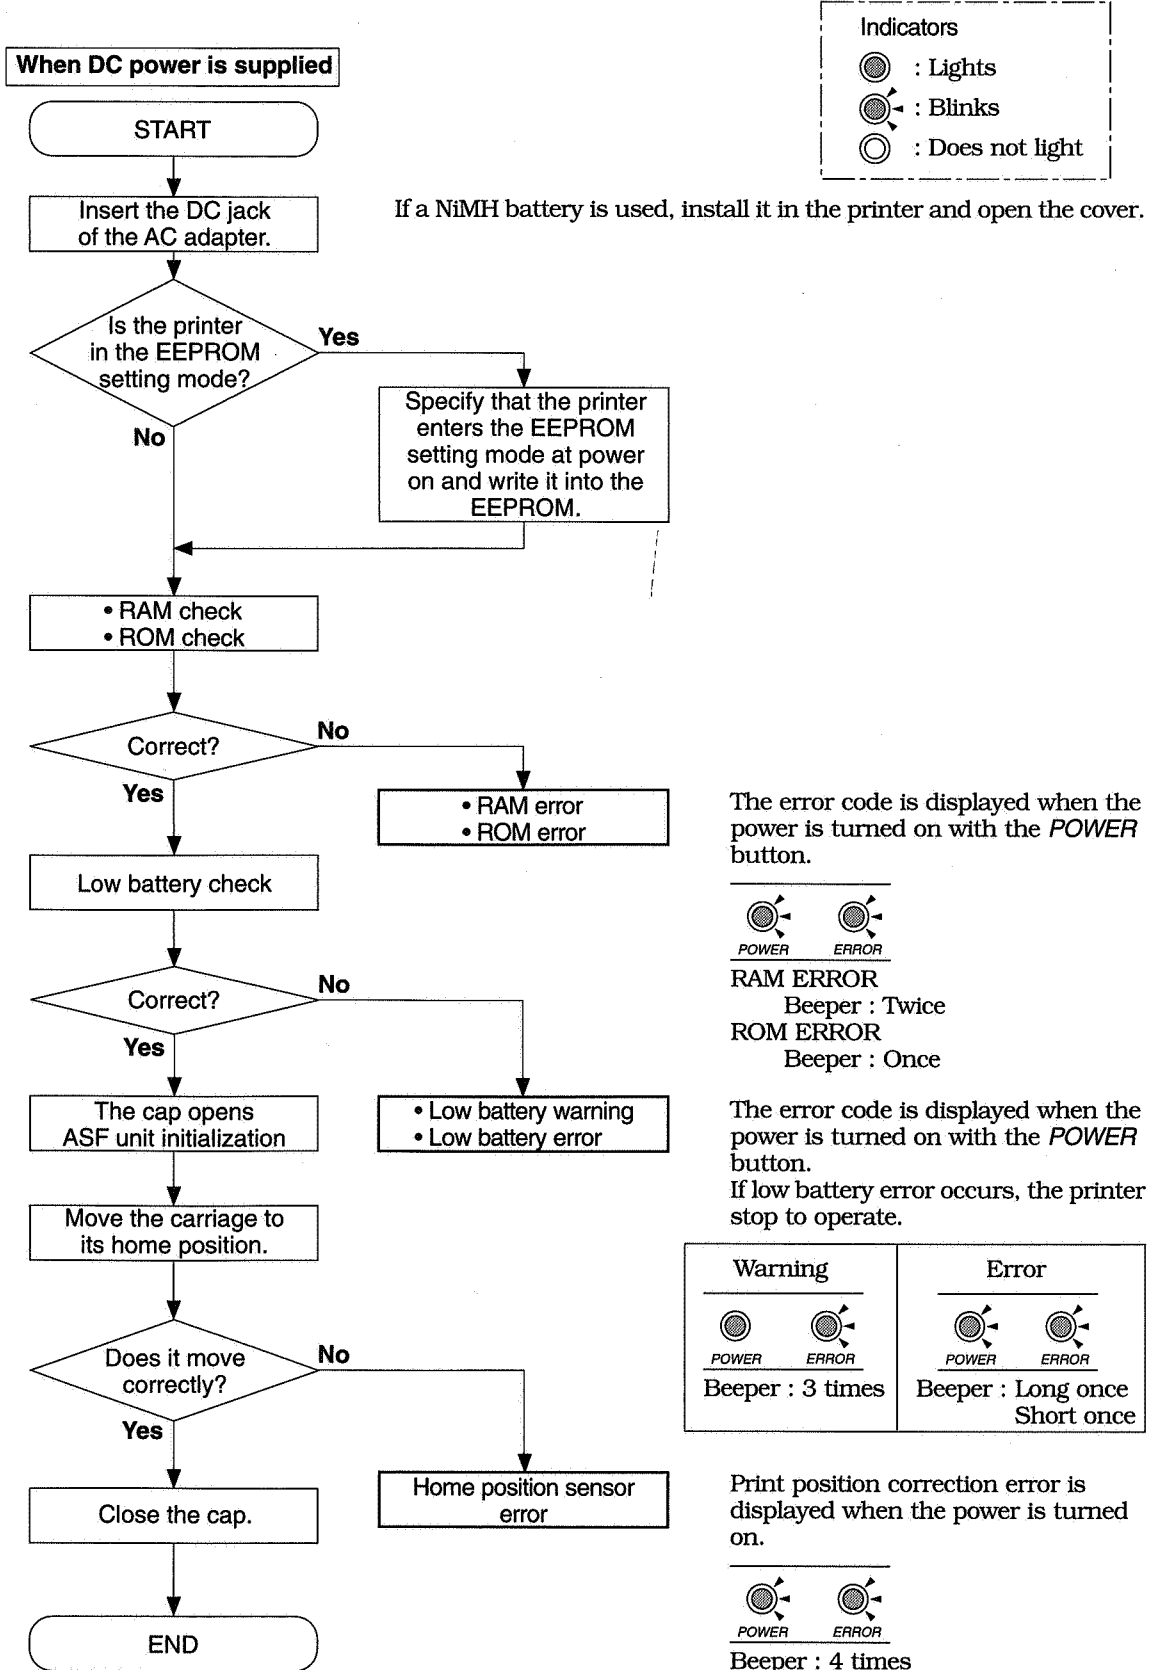 Indicators
: Lights
: Blinks
: Does not light
When DC power is supplied
START
Insert the DC jack
of the AC adapter.
If a NiMH battery is used, install it in the printer and open the cover.
Is the printer
in the EEPROM
setting mode?
Yes
No
Specify that the printer
enters the EEPROM
setting mode at power
on and write it into the
EEPROM.
• RAM check
• ROM check
Correct?
No
Yes
• RAM error
• ROM error
The error code is displayed when the
power is turned on with the POWER
button.
POWER ERROR
RAM ERROR
Beeper : Twice
ROM ERROR
Beeper : Once
Low battery check
Correct?
No
Yes
The cap opens
ASF unit initialization
• Low battery warning
• Low battery error
The error code is displayed when the
power is turned on with the POWER
button.
If low battery error occurs, the printer
stop to operate.
Warning
POWER ERROR
Beeper : 3 times
Error
POWER ERROR
Beeper : Long once
Short once
Move the carriage to
its home position.
Does it move
correctly?
No
Yes
Home position sensor
error
Print position correction error is
displayed when the power is turned
on.
POWER ERROR
Beeper : 4 times
Close the cap.
END